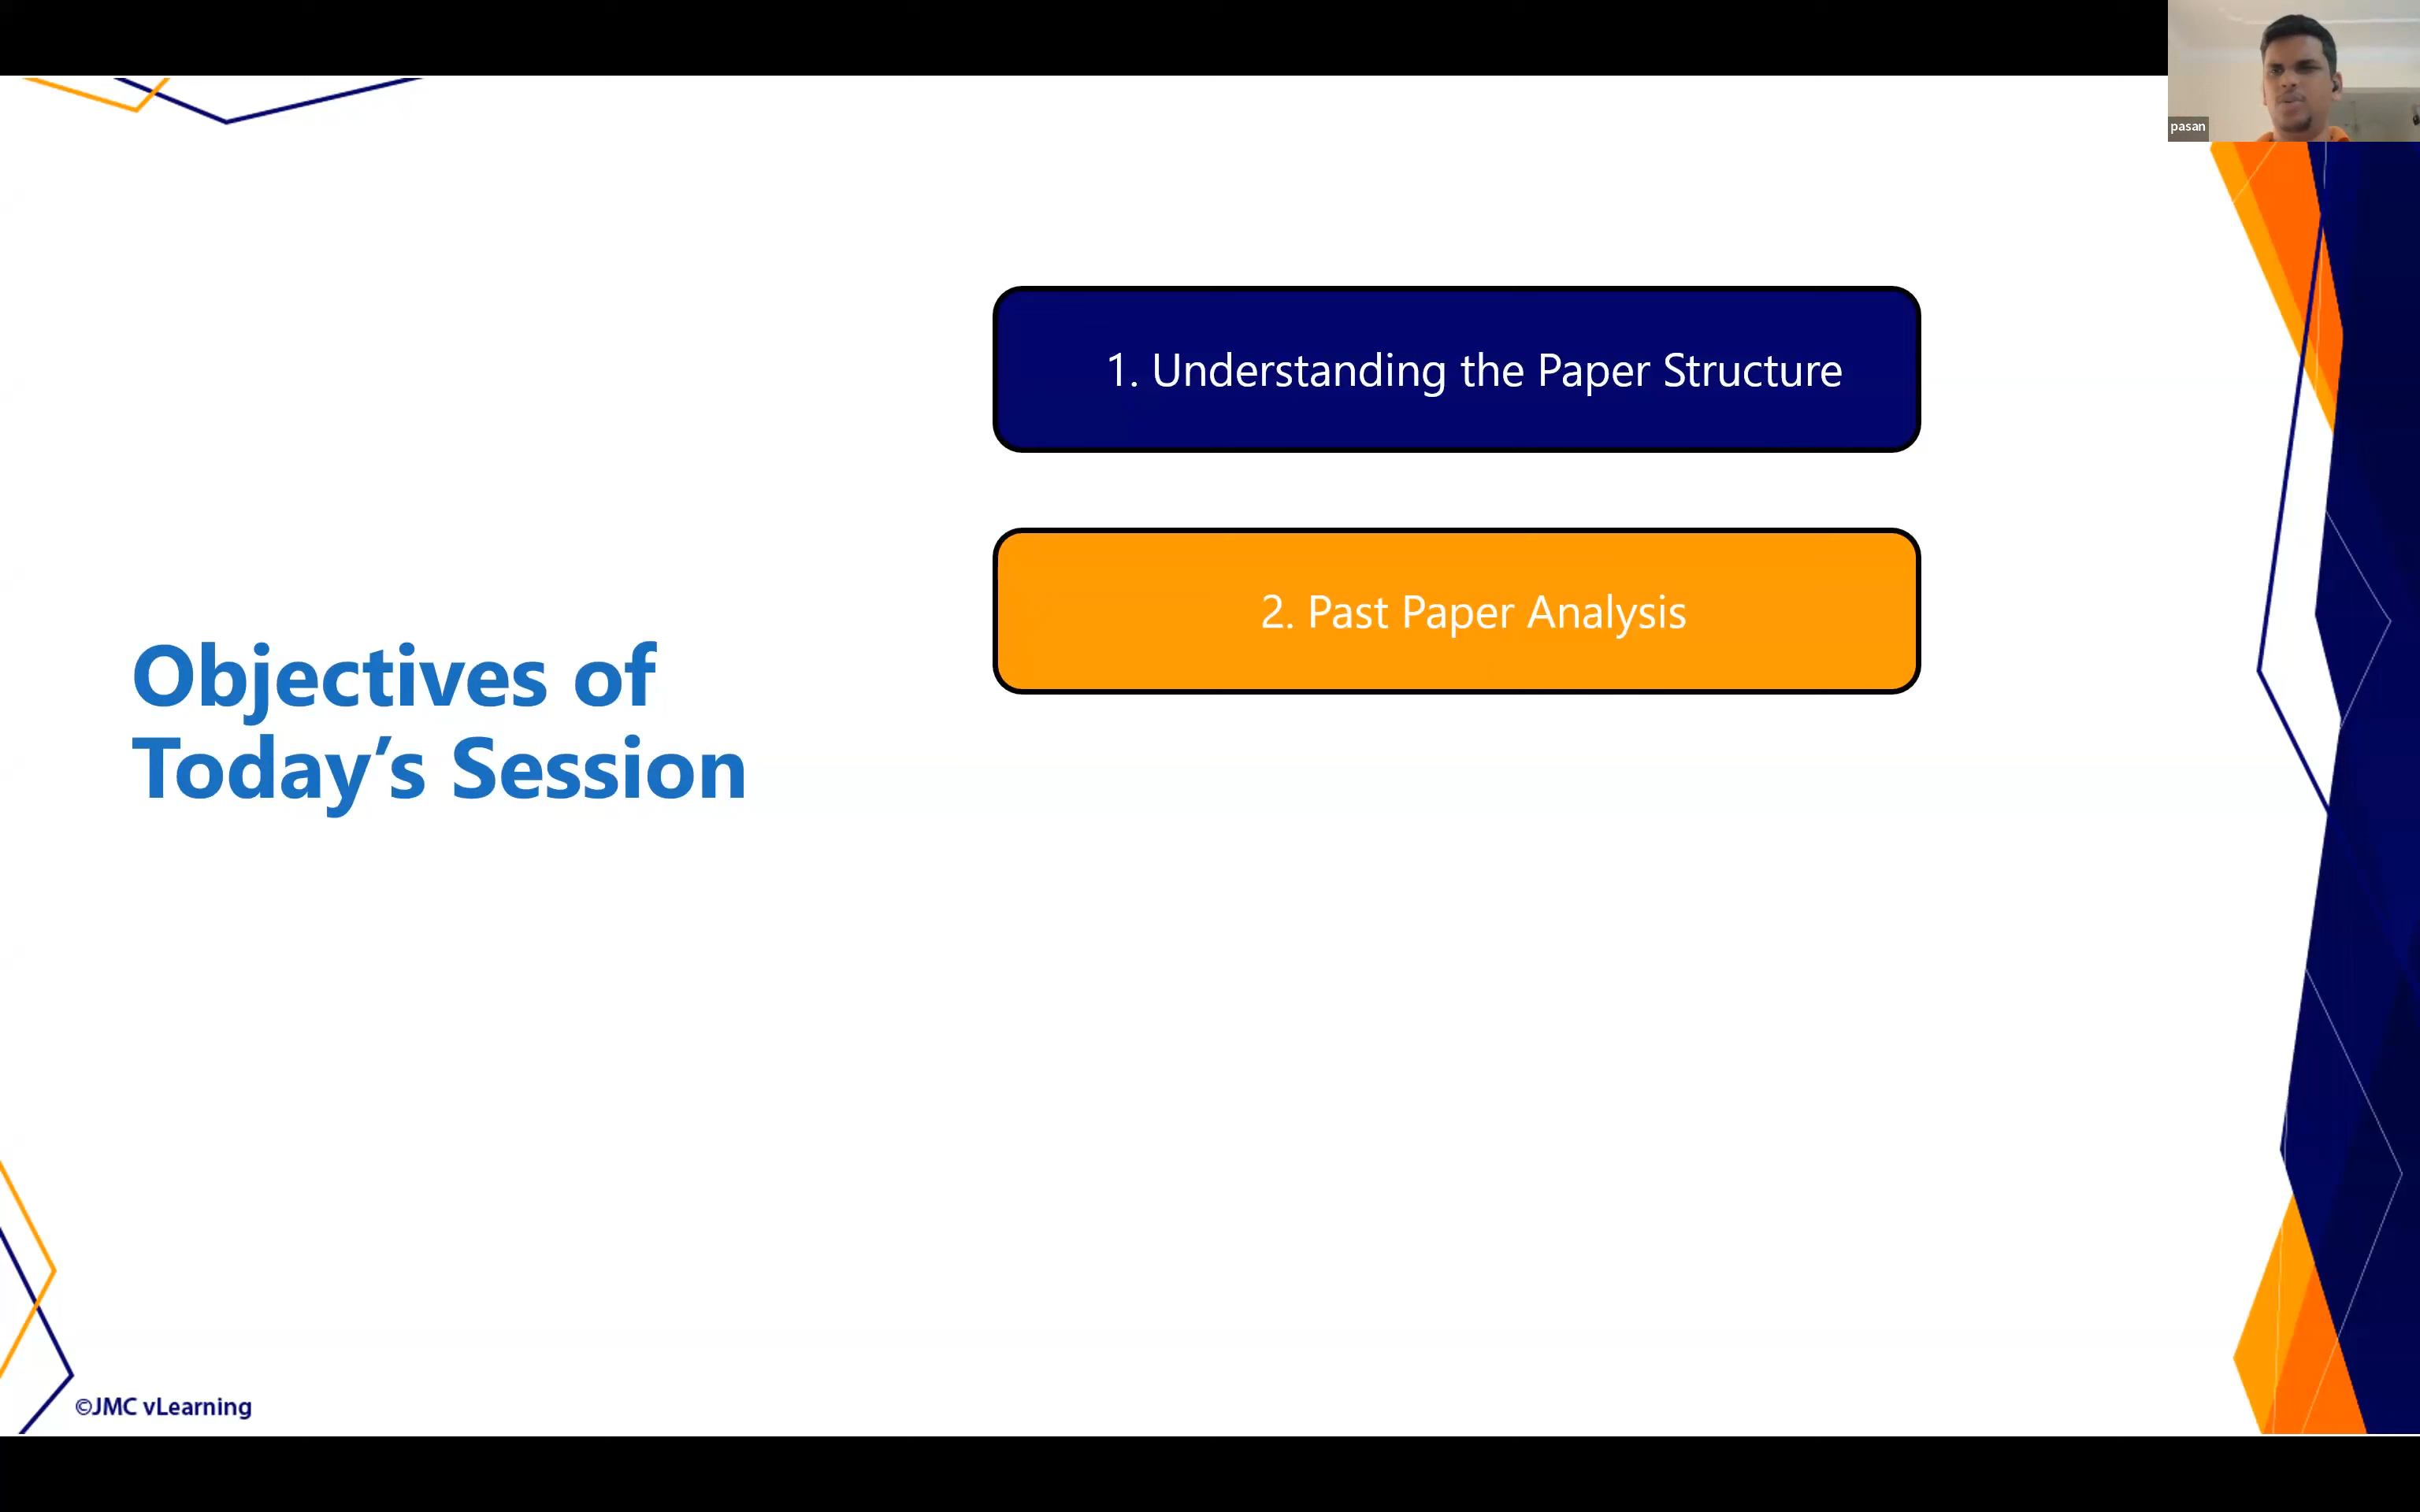 pasan
1. Understanding the Paper Structure
2. Past Paper Analysis
Objectives of
Today’s Session
©JMC vLearning